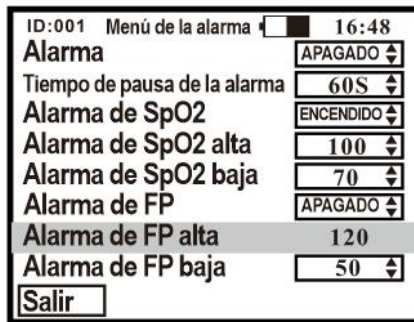 ID:001 Menú de la alarma 16:48
Alarma APAGADO
Tiempo de pausa de la alarma 60S
Alarma de SpO2 ENCENDIDO
Alarma de SpO2 alta 100
Alarma de SpO2 baja 70
Alarma de FP APAGADO
Alarma de FP alta 120
Alarma de FP baja 50
Salir